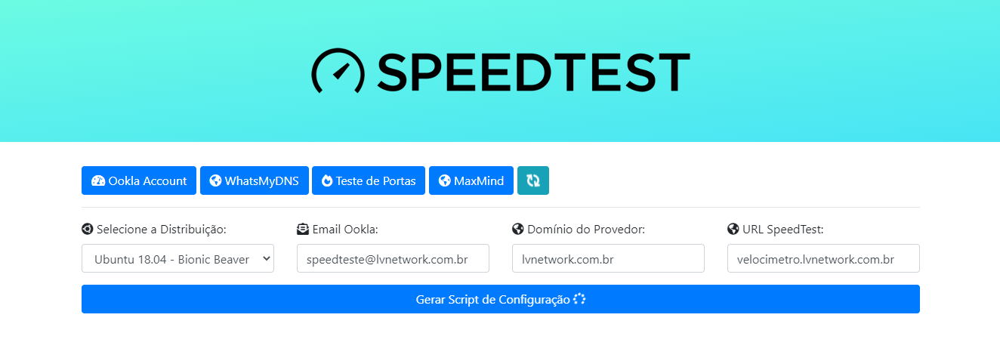 SPEEDTEST
Ookla Account WhatsMyDNS Teste de Portas MaxMind
Selecione a Distribuição: Email Ookla: Domínio do Provedor: URL SpeedTest:
Ubuntu 18.04 - Bionic Beaver speedteste@lvnetwork.com.br lvnetwork.com.br velocimetro.lvnetwork.com.br
Gerar Script de Configuração